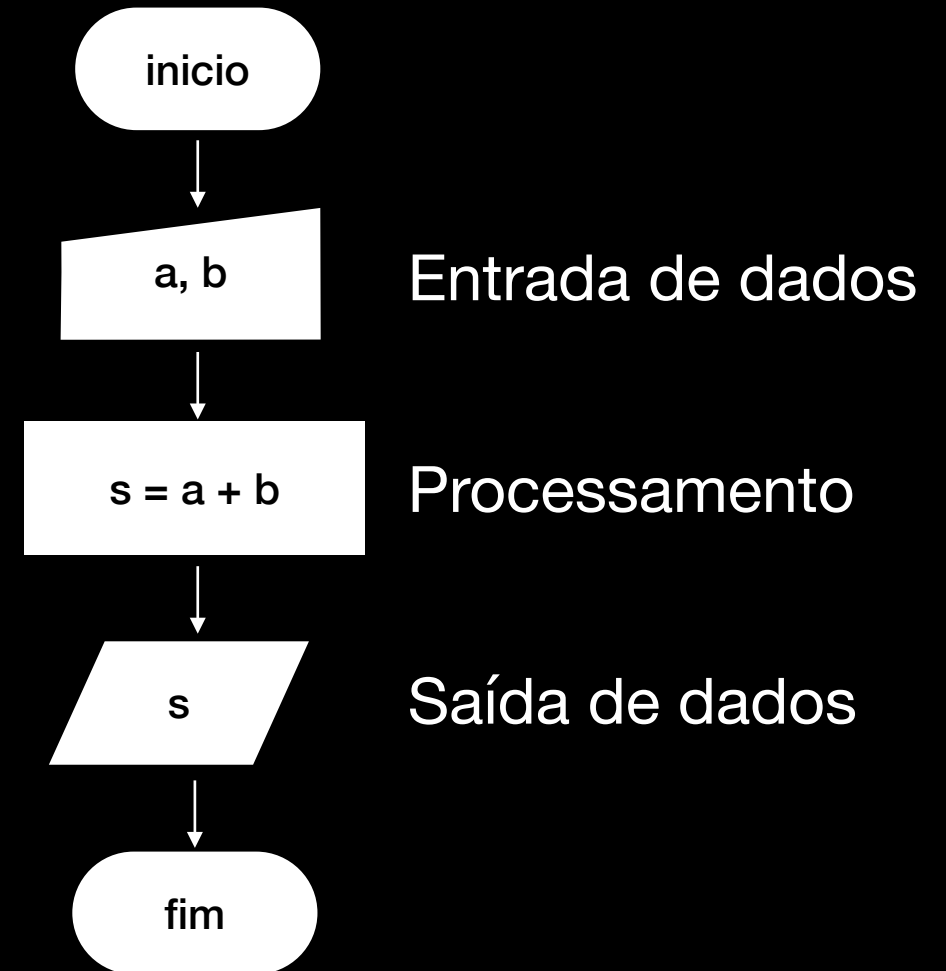 inicio
a, b
Entrada de dados
s = a + b
Processamento
s
Saída de dados
fim